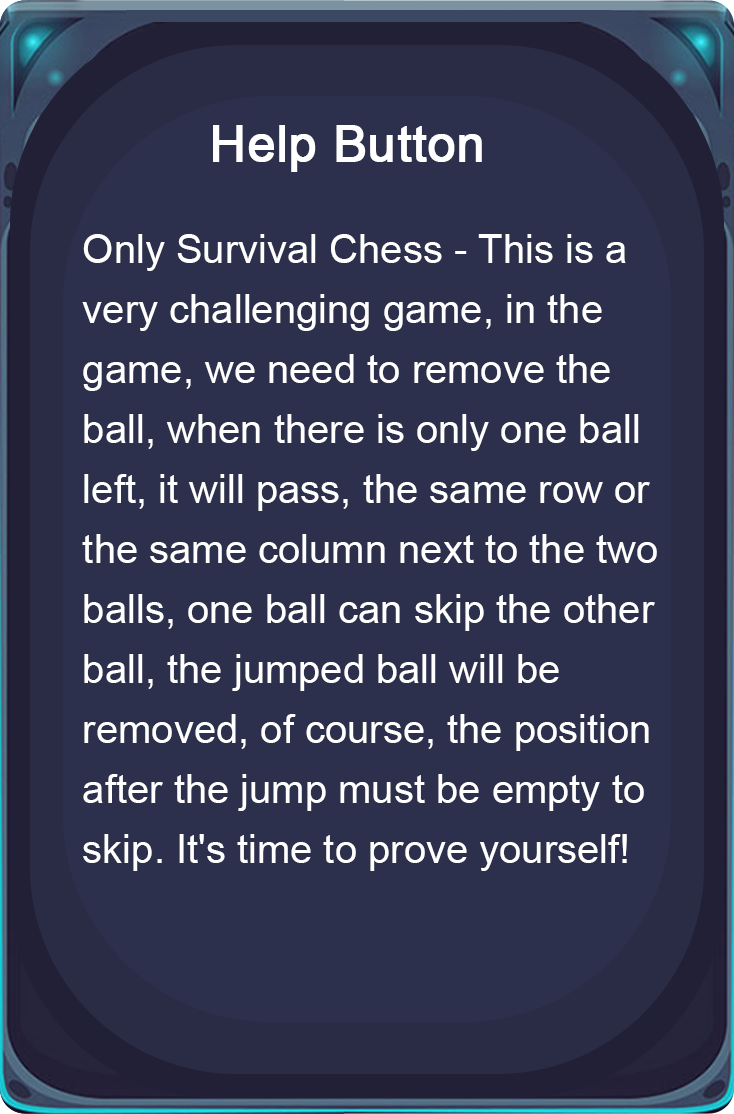 Help Button
Only Survival Chess - This is a
very challenging game, in the
game, we need to remove the
ball, when there is only one ball
left, it will pass, the same row or
the same column next to the two
balls, one ball can skip the other
ball, the jumped ball will be
removed, of course, the position
after the jump must be empty to
skip. It's time to prove yourself!